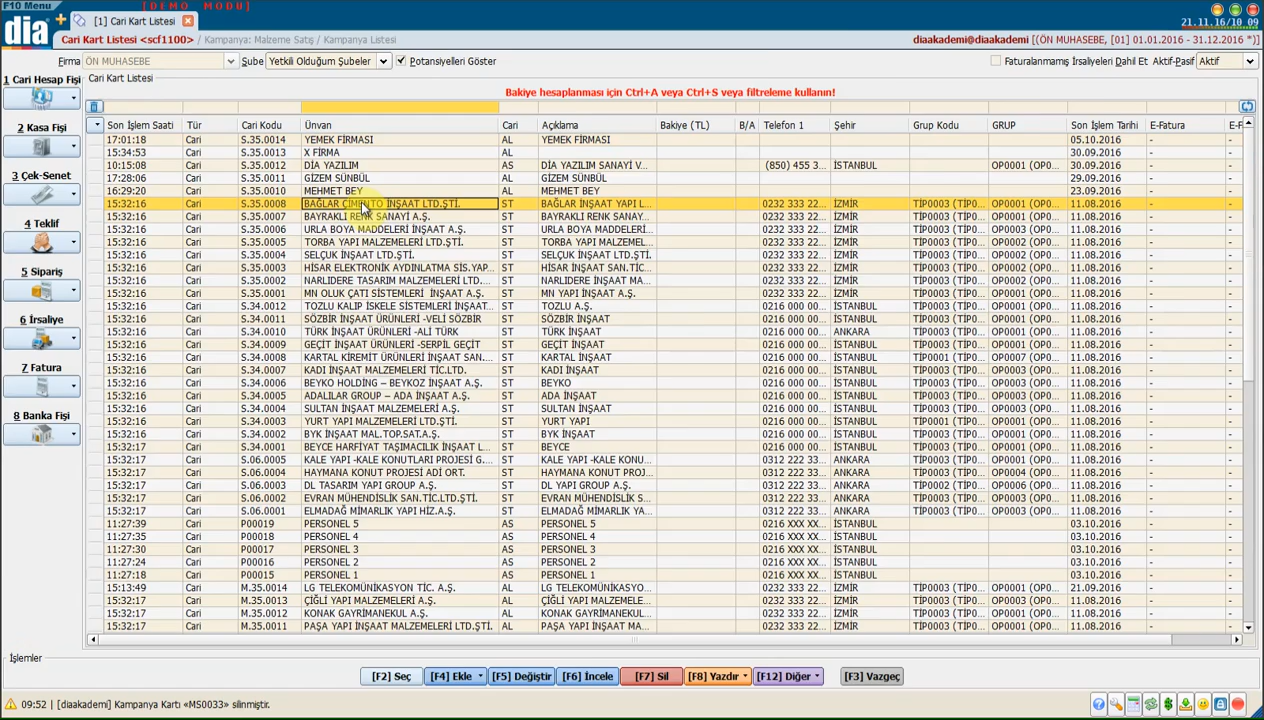 F10 Menu [DEMO MODU]
dia [1] Cari Kart Listesi
21.11.16/10 09
Cari Kart Listesi <scf1100> Kampanya: Malzeme Satış / Kampanya Listesi diaakademi@diaakademi [(ÖN MUHASEBE, [01] 01.01.2016 - 31.12.2016 *)]
Firma ÖN MUHASEBE Şube Yetkili Olduğum Şubeler Potansiyelleri Göster Faturalanmamış İrsaliyeleri Dahil Et Aktif-Pasif Aktif
Cari Kart Listesi
Bakiye hesaplanması için Ctrl+A veya Ctrl+S veya filtreleme kullanın!
1 Cari Hesap Fişi
2 Kasa Fişi
3 Çek-Senet
4 Teklif
5 Sipariş
6 İrsaliye
7 Fatura
8 Banka Fişi
Son İşlem Saati Tür Cari Kodu Ünvan Cari Açıklama Bakiye (TL) B/A Telefon 1 Şehir Grup Kodu GRUP Son İşlem Tarihi E-Fatura E-F
17:01:18 Cari S.35.0014 YEMEK FİRMASI AL YEMEK FİRMASI 05.10.2016 - -
15:34:53 Cari S.35.0013 X FİRMA AL 30.09.2016 - -
10:15:08 Cari S.35.0012 DİA YAZILIM AS DİA YAZILIM SANAYİ V... (850) 455 3... İSTANBUL OP0001 (OP0... 30.09.2016 - -
17:28:06 Cari S.35.0011 GİZEM SÜNBÜL AL GİZEM SÜNBÜL 29.09.2016 - -
16:29:20 Cari S.35.0010 MEHMET BEY AL MEHMET BEY 23.09.2016 - -
15:32:16 Cari S.35.0008 BAĞLAR ÇİMENTO İNŞAAT LTD.ŞTİ. ST BAĞLAR İNŞAAT YAPI L... 0232 333 22... İZMİR TİP0003 (TİP0... OP0001 (OP0... 11.08.2016 - -
15:32:16 Cari S.35.0007 BAYRAKLI RENK SANAYİ A.Ş. ST BAYRAKLI RENK SANAY... 0232 333 22... İZMİR TİP0003 (TİP0... OP0001 (OP0... 11.08.2016 - -
15:32:16 Cari S.35.0006 URLA BOYA MADDELERİ İNŞAAT A.Ş. ST URLA BOYA MADDELERİ... 0232 333 22... İZMİR TİP0003 (TİP0... OP0001 (OP0... 11.08.2016 - -
15:32:16 Cari S.35.0005 TORBA YAPI MALZEMELERİ LTD.ŞTİ. ST TORBA YAPI MALZEMEL... 0232 333 22... İZMİR TİP0003 (TİP0... OP0002 (OP0... 11.08.2016 - -
15:32:16 Cari S.35.0004 SELÇUK İNŞAAT LTD.ŞTİ. ST SELÇUK İNŞAAT LTD.ŞTİ. 0232 333 22... İZMİR TİP0003 (TİP0... OP0001 (OP0... 11.08.2016 - -
15:32:16 Cari S.35.0003 HİSAR ELEKTRONİK AYDINLATMA SİS.YAP... ST HİSAR İNŞAAT SAN.TİC... 0232 333 22... İZMİR TİP0003 (TİP0... OP0001 (OP0... 11.08.2016 - -
15:32:16 Cari S.35.0002 NARLIDERE TASARIM MALZEMELERİ LTD.... ST NARLIDERE İNŞAAT MA... 0232 333 22... İZMİR TİP0003 (TİP0... OP0001 (OP0... 11.08.2016 - -
15:32:16 Cari S.35.0001 MN OLUK ÇATI SİSTEMLERİ İNŞAAT A.Ş. ST MN YAPI İNŞAAT A.Ş. 0232 333 22... İZMİR TİP0003 (TİP0... OP0001 (OP0... 11.08.2016 - -
15:32:16 Cari S.34.0012 TOZLU KALIP İSKELE SİSTEMLERİ İNŞAAT... ST TOZLU A.Ş. 0216 000 00... İSTANBUL TİP0003 (TİP0... OP0001 (OP0... 11.08.2016 - -
15:32:16 Cari S.34.0011 SÖZBİR İNŞAAT ÜRÜNLERİ -VELİ SÖZBİR ST SÖZBİR İNŞAAT 0216 000 00... İSTANBUL TİP0003 (TİP0... OP0001 (OP0... 11.08.2016 - -
15:32:16 Cari S.34.0010 TÜRK İNŞAAT ÜRÜNLERİ -ALİ TÜRK ST TÜRK İNŞAAT 0216 000 00... ANKARA TİP0003 (TİP0... OP0001 (OP0... 11.08.2016 - -
15:32:16 Cari S.34.0009 GEÇİT İNŞAAT ÜRÜNLERİ -SERPİL GEÇİT ST GEÇİT İNŞAAT 0216 000 00... İSTANBUL TİP0003 (TİP0... OP0001 (OP0... 11.08.2016 - -
15:32:16 Cari S.34.0008 KARTAL KİREMİT ÜRÜNLERİ İNŞAAT SAN.... ST KARTAL İNŞAAT 0216 000 00... İSTANBUL TİP0001 (TİP0... OP0007 (OP0... 11.08.2016 - -
15:32:16 Cari S.34.0007 KADI İNŞAAT MALZEMELERİ TİC.LTD. ST KADI İNŞAAT 0216 000 00... İSTANBUL TİP0003 (TİP0... OP0001 (OP0... 11.08.2016 - -
15:32:16 Cari S.34.0006 BEYKO HOLDİNG – BEYKOZ İNŞAAT A.Ş. ST BEYKO 0216 000 00... İSTANBUL TİP0003 (TİP0... OP0002 (OP0... 11.08.2016 - -
15:32:16 Cari S.34.0005 ADALILAR GROUP – ADA İNŞAAT A.Ş. ST ADA İNŞAAT 0216 000 00... İSTANBUL TİP0003 (TİP0... OP0001 (OP0... 11.08.2016 - -
15:32:16 Cari S.34.0004 SULTAN İNŞAAT MALZEMELERİ A.Ş. ST SULTAN İNŞAAT 0216 000 00... İSTANBUL TİP0003 (TİP0... OP0001 (OP0... 11.08.2016 - -
15:32:16 Cari S.34.0003 YURT YAPI MALZEMELERİ LTD.ŞTİ. ST YURT YAPI 0216 000 00... İSTANBUL TİP0001 (TİP0... OP0001 (OP0... 11.08.2016 - -
15:32:16 Cari S.34.0002 BYK İNŞAAT MAL.TOP.SAT.A.Ş. ST BYK İNŞAAT 0216 000 00... İSTANBUL TİP0003 (TİP0... OP0001 (OP0... 11.08.2016 - -
15:32:17 Cari S.34.0001 BEYCE HARFİYAT TAŞIMACILIK İNŞAAT L... ST BEYCE 0216 000 00... İSTANBUL TİP0003 (TİP0... OP0001 (OP0... 11.08.2016 - -
15:32:17 Cari S.06.0005 KALE YAPI -KALE KONUTLARI PROJESİ G.... ST KALE YAPI -KALE KONU... 0312 222 33... ANKARA TİP0003 (TİP0... OP0001 (OP0... 11.08.2016 - -
15:32:17 Cari S.06.0004 HAYMANA KONUT PROJESİ ADİ ORT. ST HAYMANA KONUT PROJ... 0312 222 33... ANKARA TİP0003 (TİP0... OP0004 (OP0... 11.08.2016 - -
15:32:17 Cari S.06.0003 DL TASARIM YAPI GROUP A.Ş. ST DL TASARIM YAPI GRO... 0312 222 33... ANKARA TİP0002 (TİP0... OP0006 (OP0... 11.08.2016 - -
15:32:17 Cari S.06.0002 EVRAN MÜHENDİSLİK SAN.TİC.LTD.ŞTİ. ST EVRAN MÜHENDİSLİK S... 0312 222 33... ANKARA TİP0003 (TİP0... OP0001 (OP0... 11.08.2016 - -
15:32:17 Cari S.06.0001 ELMADAĞ MİMARLIK YAPI HİZ.A.Ş. ST ELMADAĞ MİMARLIK YAP... 0312 222 33... ANKARA TİP0003 (TİP0... OP0001 (OP0... 11.08.2016 - -
11:27:39 Cari P00019 PERSONEL 5 AS PERSONEL 5 0216 XXX XX... İSTANBUL 03.10.2016 - -
11:27:35 Cari P00018 PERSONEL 4 AS PERSONEL 4 0216 XXX XX... İSTANBUL 03.10.2016 - -
11:27:30 Cari P00017 PERSONEL 3 AS PERSONEL 3 0216 XXX XX... İSTANBUL 03.10.2016 - -
11:27:24 Cari P00016 PERSONEL 2 AS PERSONEL 2 0216 XXX XX... İSTANBUL 03.10.2016 - -
11:27:18 Cari P00015 PERSONEL 1 AS PERSONEL 1 0216 XXX XX... İSTANBUL 03.10.2016 - -
15:13:49 Cari M.35.0014 LG TELEKOMÜNİKASYON TİC. A.Ş. AL LG TELEKOMÜNİKASYO... 0232 333 22... İZMİR TİP0003 (TİP0... OP0001 (OP0... 21.09.2016 - -
15:32:17 Cari M.35.0013 ÇİĞLİ YAPI MALZEMELERİ A.Ş. AL ÇİĞLİ YAPI MALZEMELE... 0232 333 22... İZMİR TİP0003 (TİP0... OP0001 (OP0... 11.08.2016 - -
15:32:17 Cari M.35.0012 KONAK GAYRİMANEKUL A.Ş. AL KONAK GAYRİMANEKUL... 0232 333 22... İZMİR TİP0003 (TİP0... OP0001 (OP0... 11.08.2016 - -
15:32:17 Cari M.35.0011 PAŞA YAPI İNŞAAT MALZEMELERİ LTD.ŞTİ. AL PAŞA YAPI İNŞAAT MA... 0232 333 22... İZMİR TİP0003 (TİP0... OP0001 (OP0... 11.08.2016 - -
İşlemler
[F2] Seç [F4] Ekle [F5] Değiştir [F6] İncele [F7] Sil [F8] Yazdır [F12] Diğer [F3] Vazgeç
09:52 | [diaakademi] Kampanya Kartı «MS0033» silinmiştir.